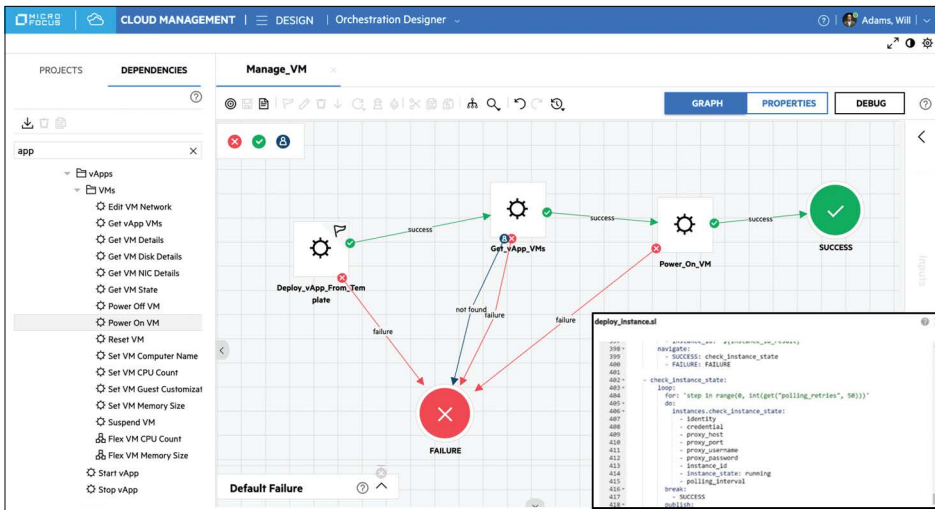 MICRO FOCUS
CLOUD MANAGEMENT | DESIGN | Orchestration Designer
Adams, Will
PROJECTS
DEPENDENCIES
app
vApps
VMs
Edit VM Network
Get vApp VMs
Get VM Details
Get VM Disk Details
Get VM NIC Details
Get VM State
Power Off VM
Power On VM
Reset VM
Set VM Computer Name
Set VM CPU Count
Set VM Guest Customizat
Set VM Memory Size
Suspend VM
Flex VM CPU Count
Flex VM Memory Size
Start vApp
Stop vApp
Manage_VM
GRAPH
PROPERTIES
DEBUG
Inputs
Deploy_vApp_From_Tem
plate
success
Get_vApp_VMs
success
Power_On_VM
success
SUCCESS
failure
not found
failure
failure
FAILURE
Default Failure
deploy_instance.sl
398 navigate:
399 - SUCCESS: check_instance_state
400 - FAILURE: FAILURE
401
402 - check_instance_state:
403 loop:
404 for: 'step in range(0, int(get("polling_retries", 50)))'
405 do:
406 instances.check_instance_state:
407 - identity
408 - credential
409 - proxy_host
410 - proxy_port
411 - proxy_username
412 - proxy_password
413 - instance_id
414 - instance_state: running
415 - polling_interval
416 break:
417 - SUCCESS
418 publish: